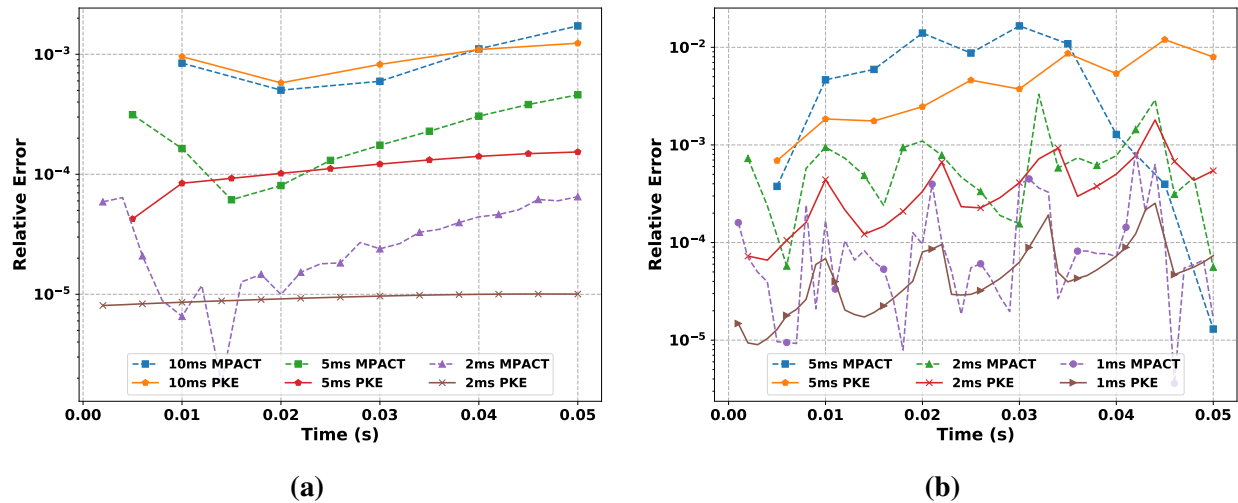 10⁻³
10⁻⁴
10⁻⁵
Relative Error
10ms MPACT
10ms PKE
5ms MPACT
5ms PKE
2ms MPACT
2ms PKE
0.00 0.01 0.02 0.03 0.04 0.05
Time (s)
(a)
10⁻²
10⁻³
10⁻⁴
10⁻⁵
Relative Error
5ms MPACT
5ms PKE
2ms MPACT
2ms PKE
1ms MPACT
1ms PKE
0.00 0.01 0.02 0.03 0.04 0.05
Time (s)
(b)